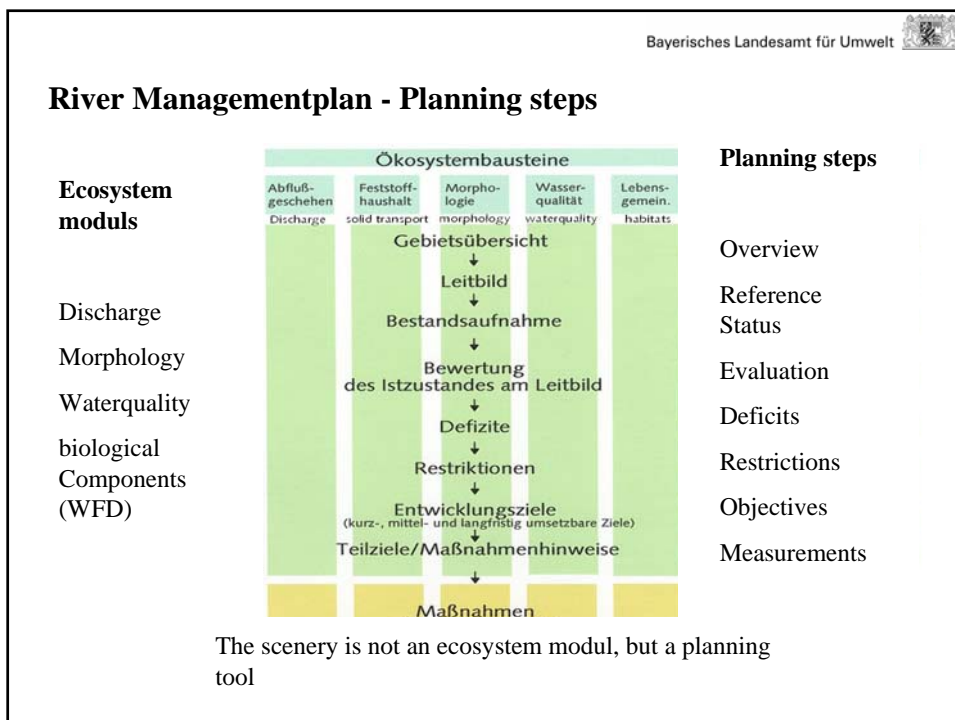 Bayerisches Landesamt für Umwelt
River Managementplan - Planning steps
Ecosystem
moduls
Discharge
Morphology
Waterquality
biological
Components
(WFD)
Ökosystembausteine
Abfluß-
geschehen
Feststoff-
haushalt
Morpho-
logie
Wasser-
qualität
Lebens-
gemein.
Discharge
solid transport
morphology
waterquality
habitats
Gebietsübersicht
Leitbild
Bestandsaufnahme
Bewertung
des Istzustandes am Leitbild
Defizite
Restriktionen
Entwicklungsziele
(kurz-, mittel- und langfristig umsetzbare Ziele)
Teilziele/Maßnahmenhinweise
Maßnahmen
Planning steps
Overview
Reference
Status
Evaluation
Deficits
Restrictions
Objectives
Measurements
The scenery is not an ecosystem modul, but a planning
tool